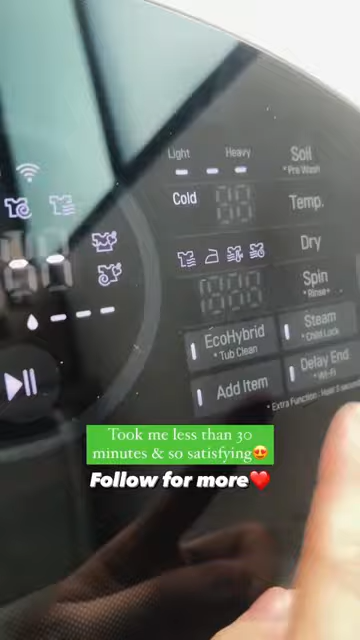 Light Heavy
Soil
* Pre Wash
Cold
Temp.
Dry
Spin
* Rinse+
EcoHybrid
* Tub Clean
Steam
* Child Lock
Add Item
Delay End
* Wi-Fi
* Extra Function : Hold 3 seconds
Took me less than 30
minutes & so satisfying😍
Follow for more❤️